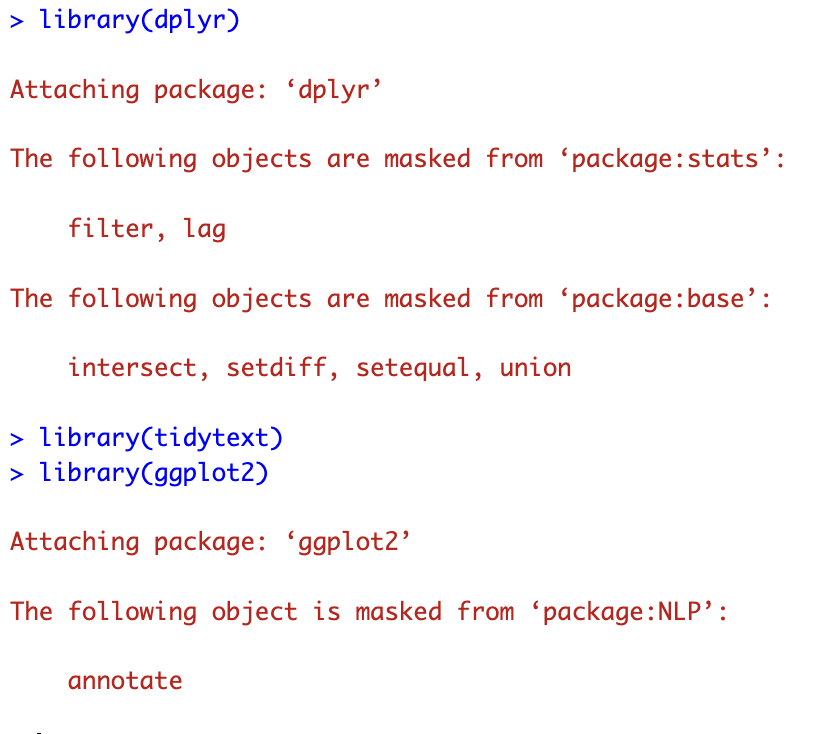 > library(dplyr)
Attaching package: ‘dplyr’
The following objects are masked from ‘package:stats’:
filter, lag
The following objects are masked from ‘package:base’:
intersect, setdiff, setequal, union
> library(tidytext)
> library(ggplot2)
Attaching package: ‘ggplot2’
The following object is masked from ‘package:NLP’:
annotate